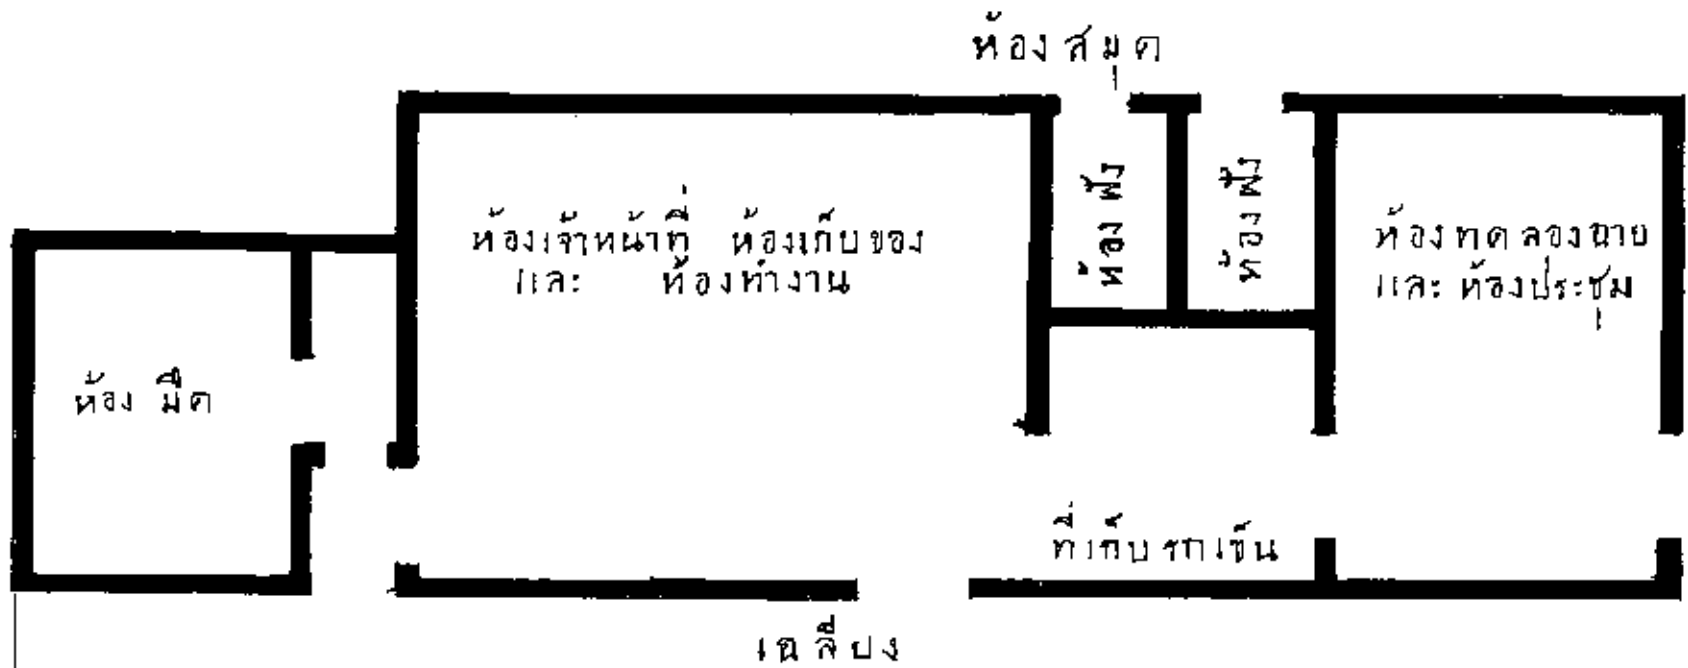 ห้องสมุด
ห้องเจ้าหน้าที่ ห้องเก็บของ
และ ห้องทำงาน
ห้องฟัง
ห้องฟัง
ห้องทดลองฉาย
และ ห้องประชุม
ห้อง มืด
ที่เก็บรถเข็น
เฉลียง